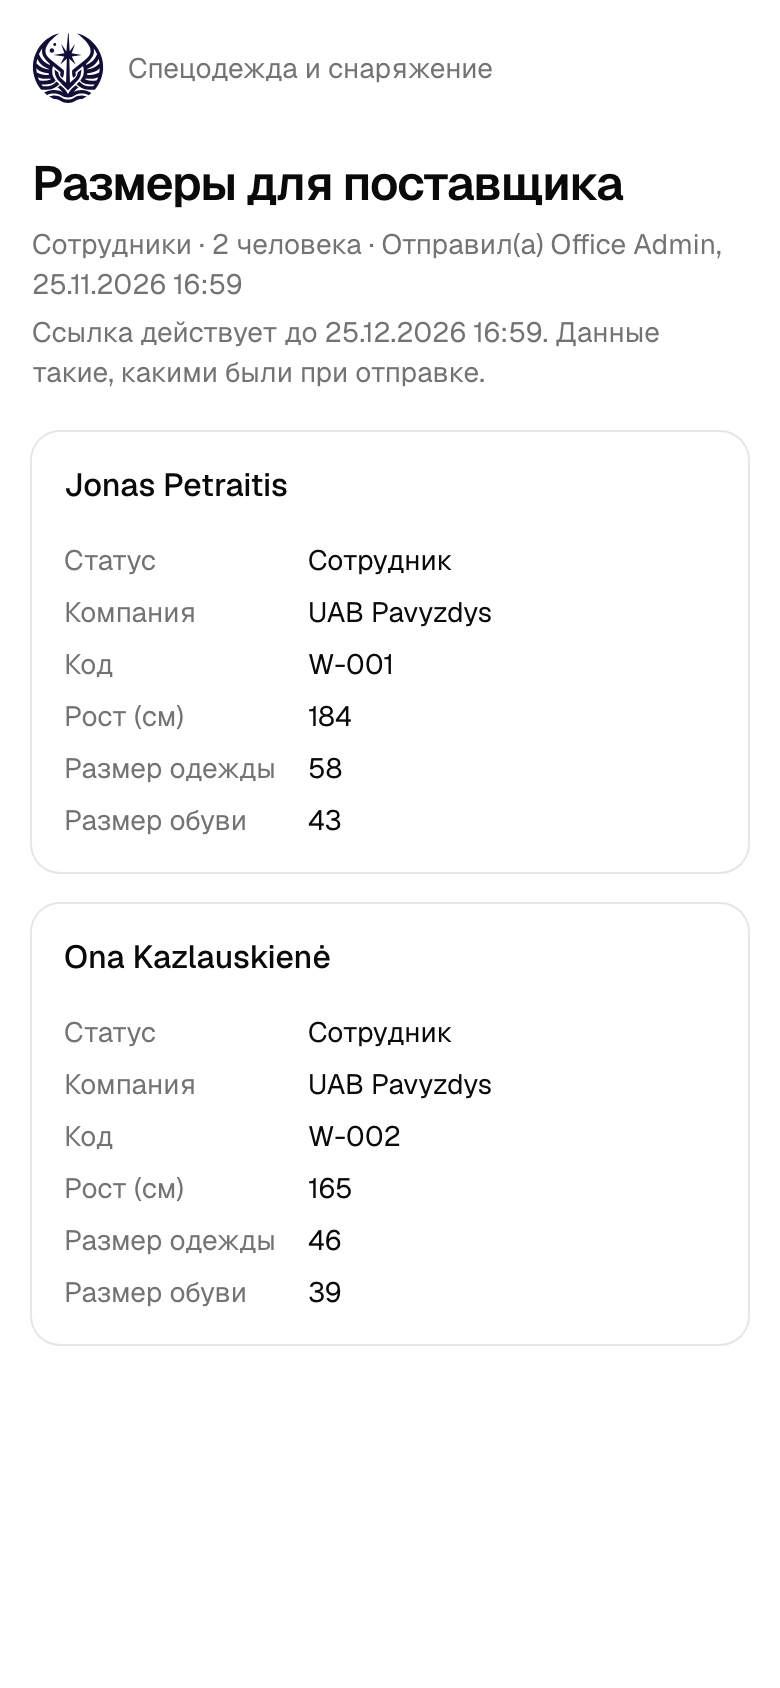 Спецодежда и снаряжение
Размеры для поставщика
Сотрудники · 2 человека · Отправил(а) Office Admin,
25.11.2026 16:59
Ссылка действует до 25.12.2026 16:59. Данные
такие, какими были при отправке.
Jonas Petraitis
Статус Сотрудник
Компания UAB Pavyzdys
Код W-001
Рост (см) 184
Размер одежды 58
Размер обуви 43
Ona Kazlauskienė
Статус Сотрудник
Компания UAB Pavyzdys
Код W-002
Рост (см) 165
Размер одежды 46
Размер обуви 39